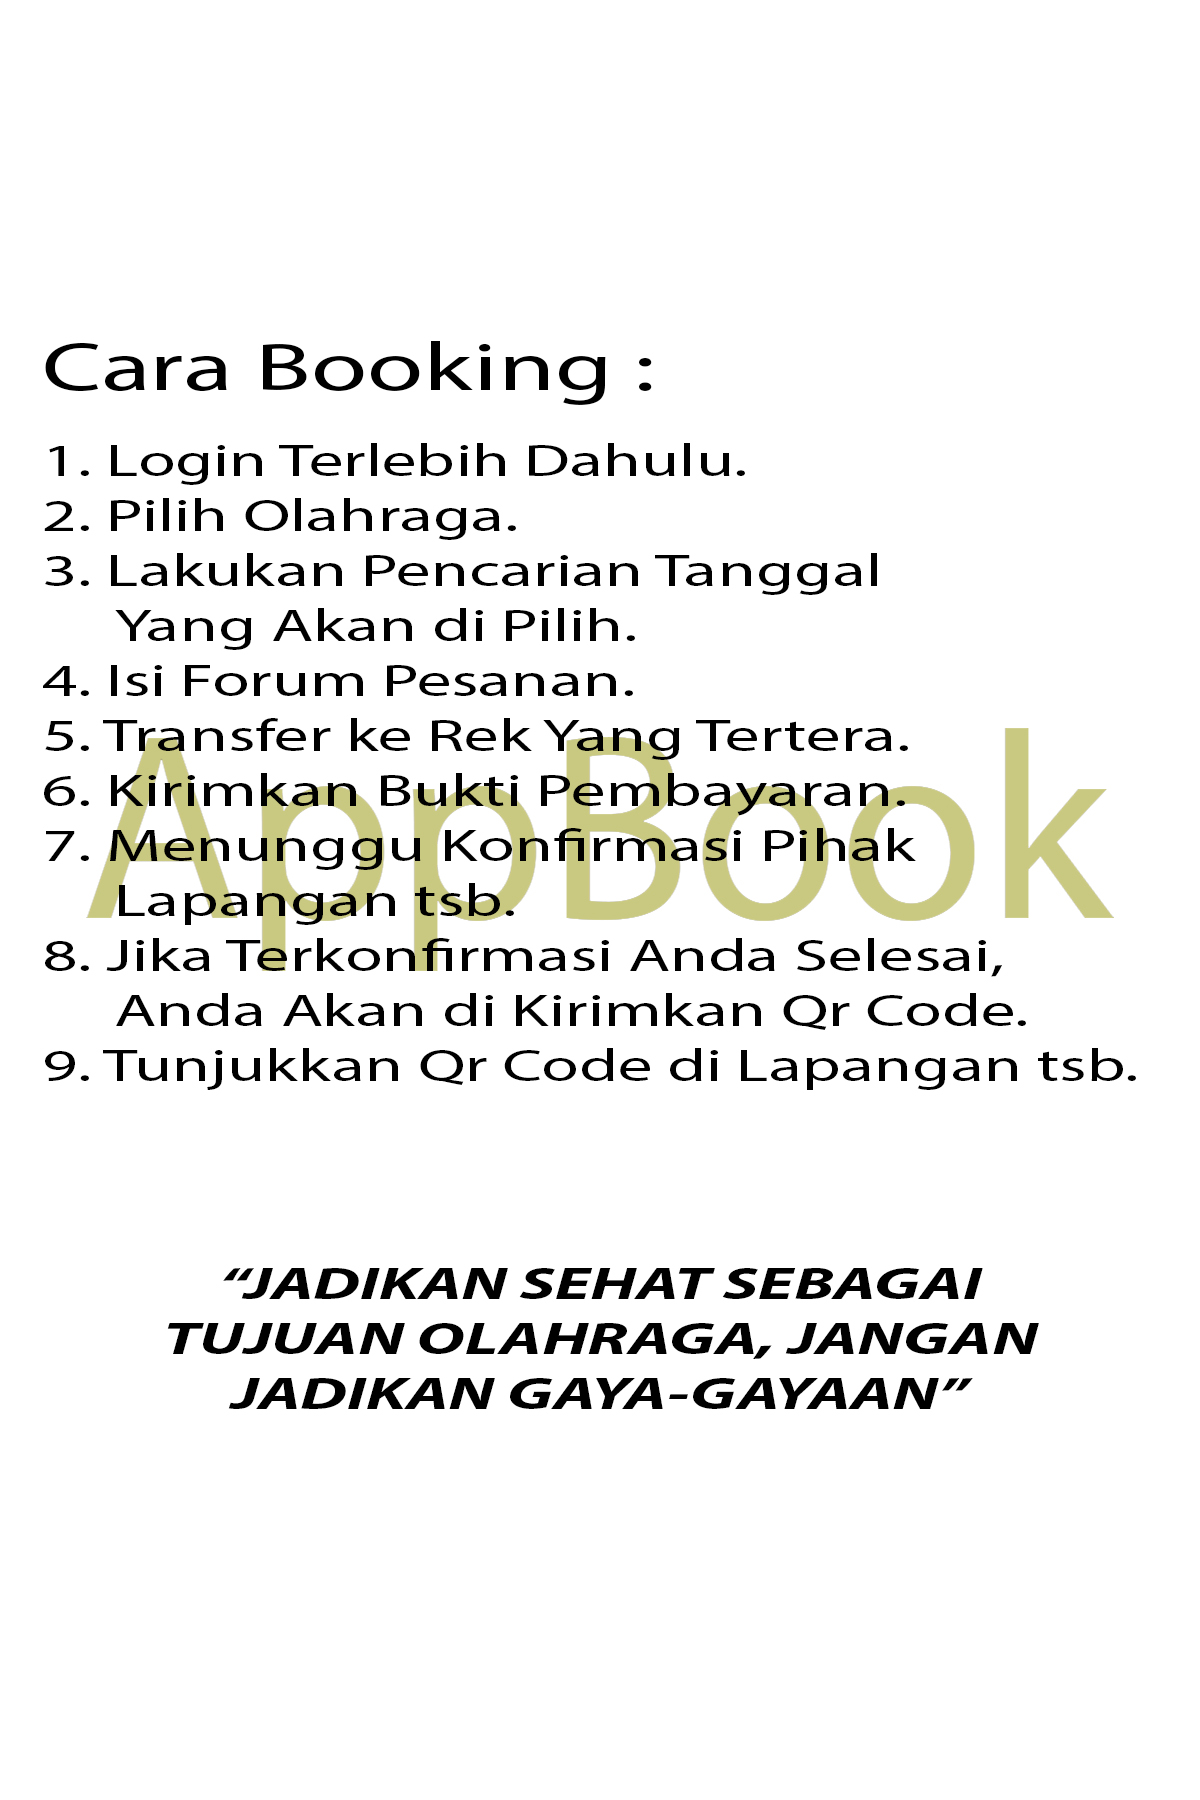 Cara Booking :
1. Login Terlebih Dahulu.
2. Pilih Olahraga.
3. Lakukan Pencarian Tanggal
Yang Akan di Pilih.
4. Isi Forum Pesanan.
5. Transfer ke Rek Yang Tertera.
6. Kirimkan Bukti Pembayaran.
AppBook
7. Menunggu Konfirmasi Pihak
Lapangan tsb.
8. Jika Terkonfirmasi Anda Selesai,
Anda Akan di Kirimkan Qr Code.
9. Tunjukkan Qr Code di Lapangan tsb.
“JADIKAN SEHAT SEBAGAI
TUJUAN OLAHRAGA, JANGAN
JADIKAN GAYA-GAYAAN”